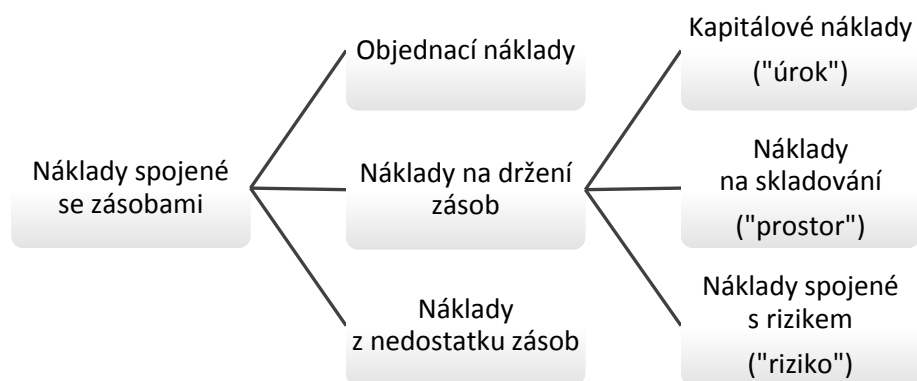 Náklady spojené
se zásobami
Objednací náklady
Náklady na držení
zásob
Náklady
z nedostatku zásob
Kapitálové náklady
("úrok")
Náklady
na skladování
("prostor")
Náklady spojené
s rizikem
("riziko")